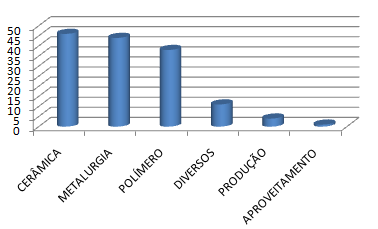 50
45
40
35
30
25
20
15
10
5
0
CERÂMICA
METALURGIA
POLÍMERO
DIVERSOS
PRODUÇÃO
APROVEITAMENTO